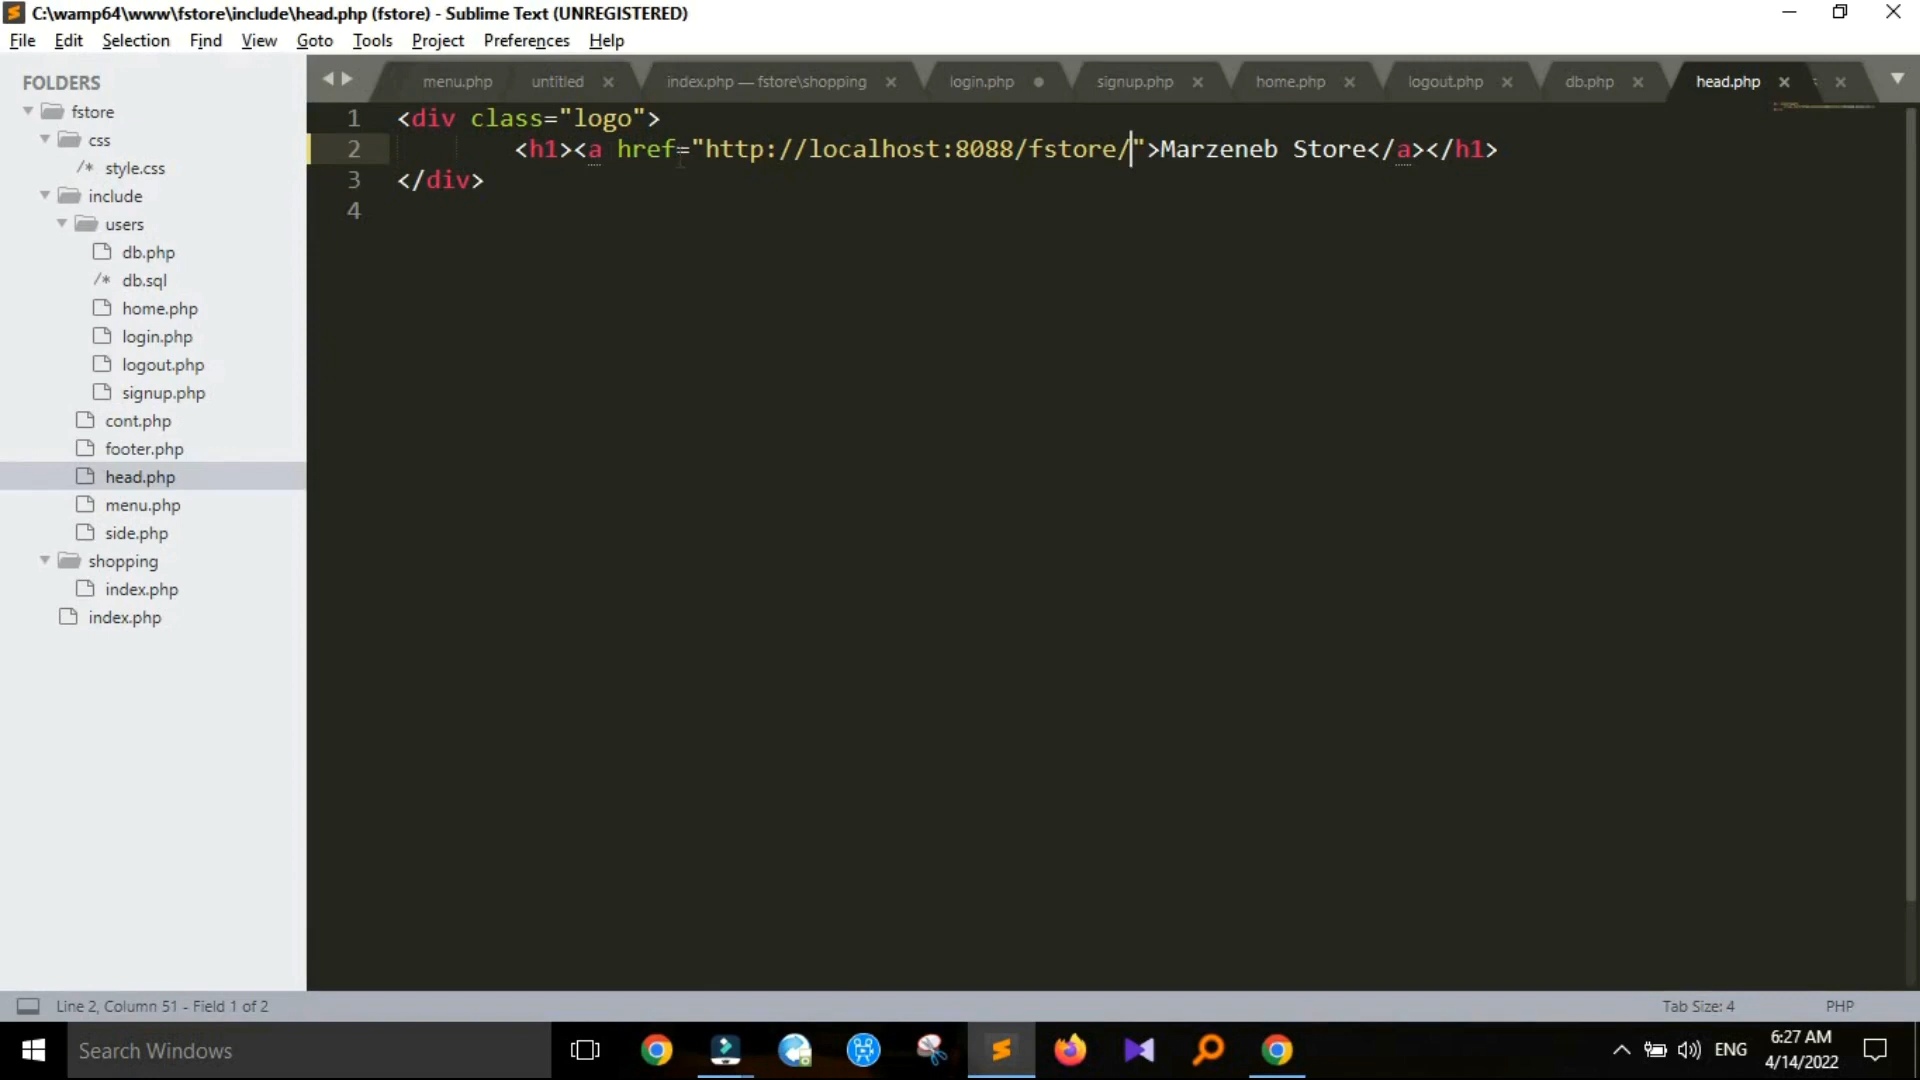 C:\wamp64\www\fstore\include\head.php (fstore) - Sublime Text (UNREGISTERED)
File Edit Selection Find View Goto Tools Project Preferences Help
FOLDERS
fstore
css
/* style.css
include
users
db.php
/* db.sql
home.php
login.php
logout.php
signup.php
cont.php
footer.php
head.php
menu.php
side.php
shopping
index.php
index.php
menu.php untitled index.php — fstore\shopping login.php signup.php home.php logout.php db.php head.php
1 <div class="logo">
2 <h1><a href="http://localhost:8088/fstore/">Marzeneb Store</a></h1>
3 </div>
4
Line 2, Column 51 - Field 1 of 2 Tab Size: 4 PHP
Search Windows
ENG
6:27 AM
4/14/2022